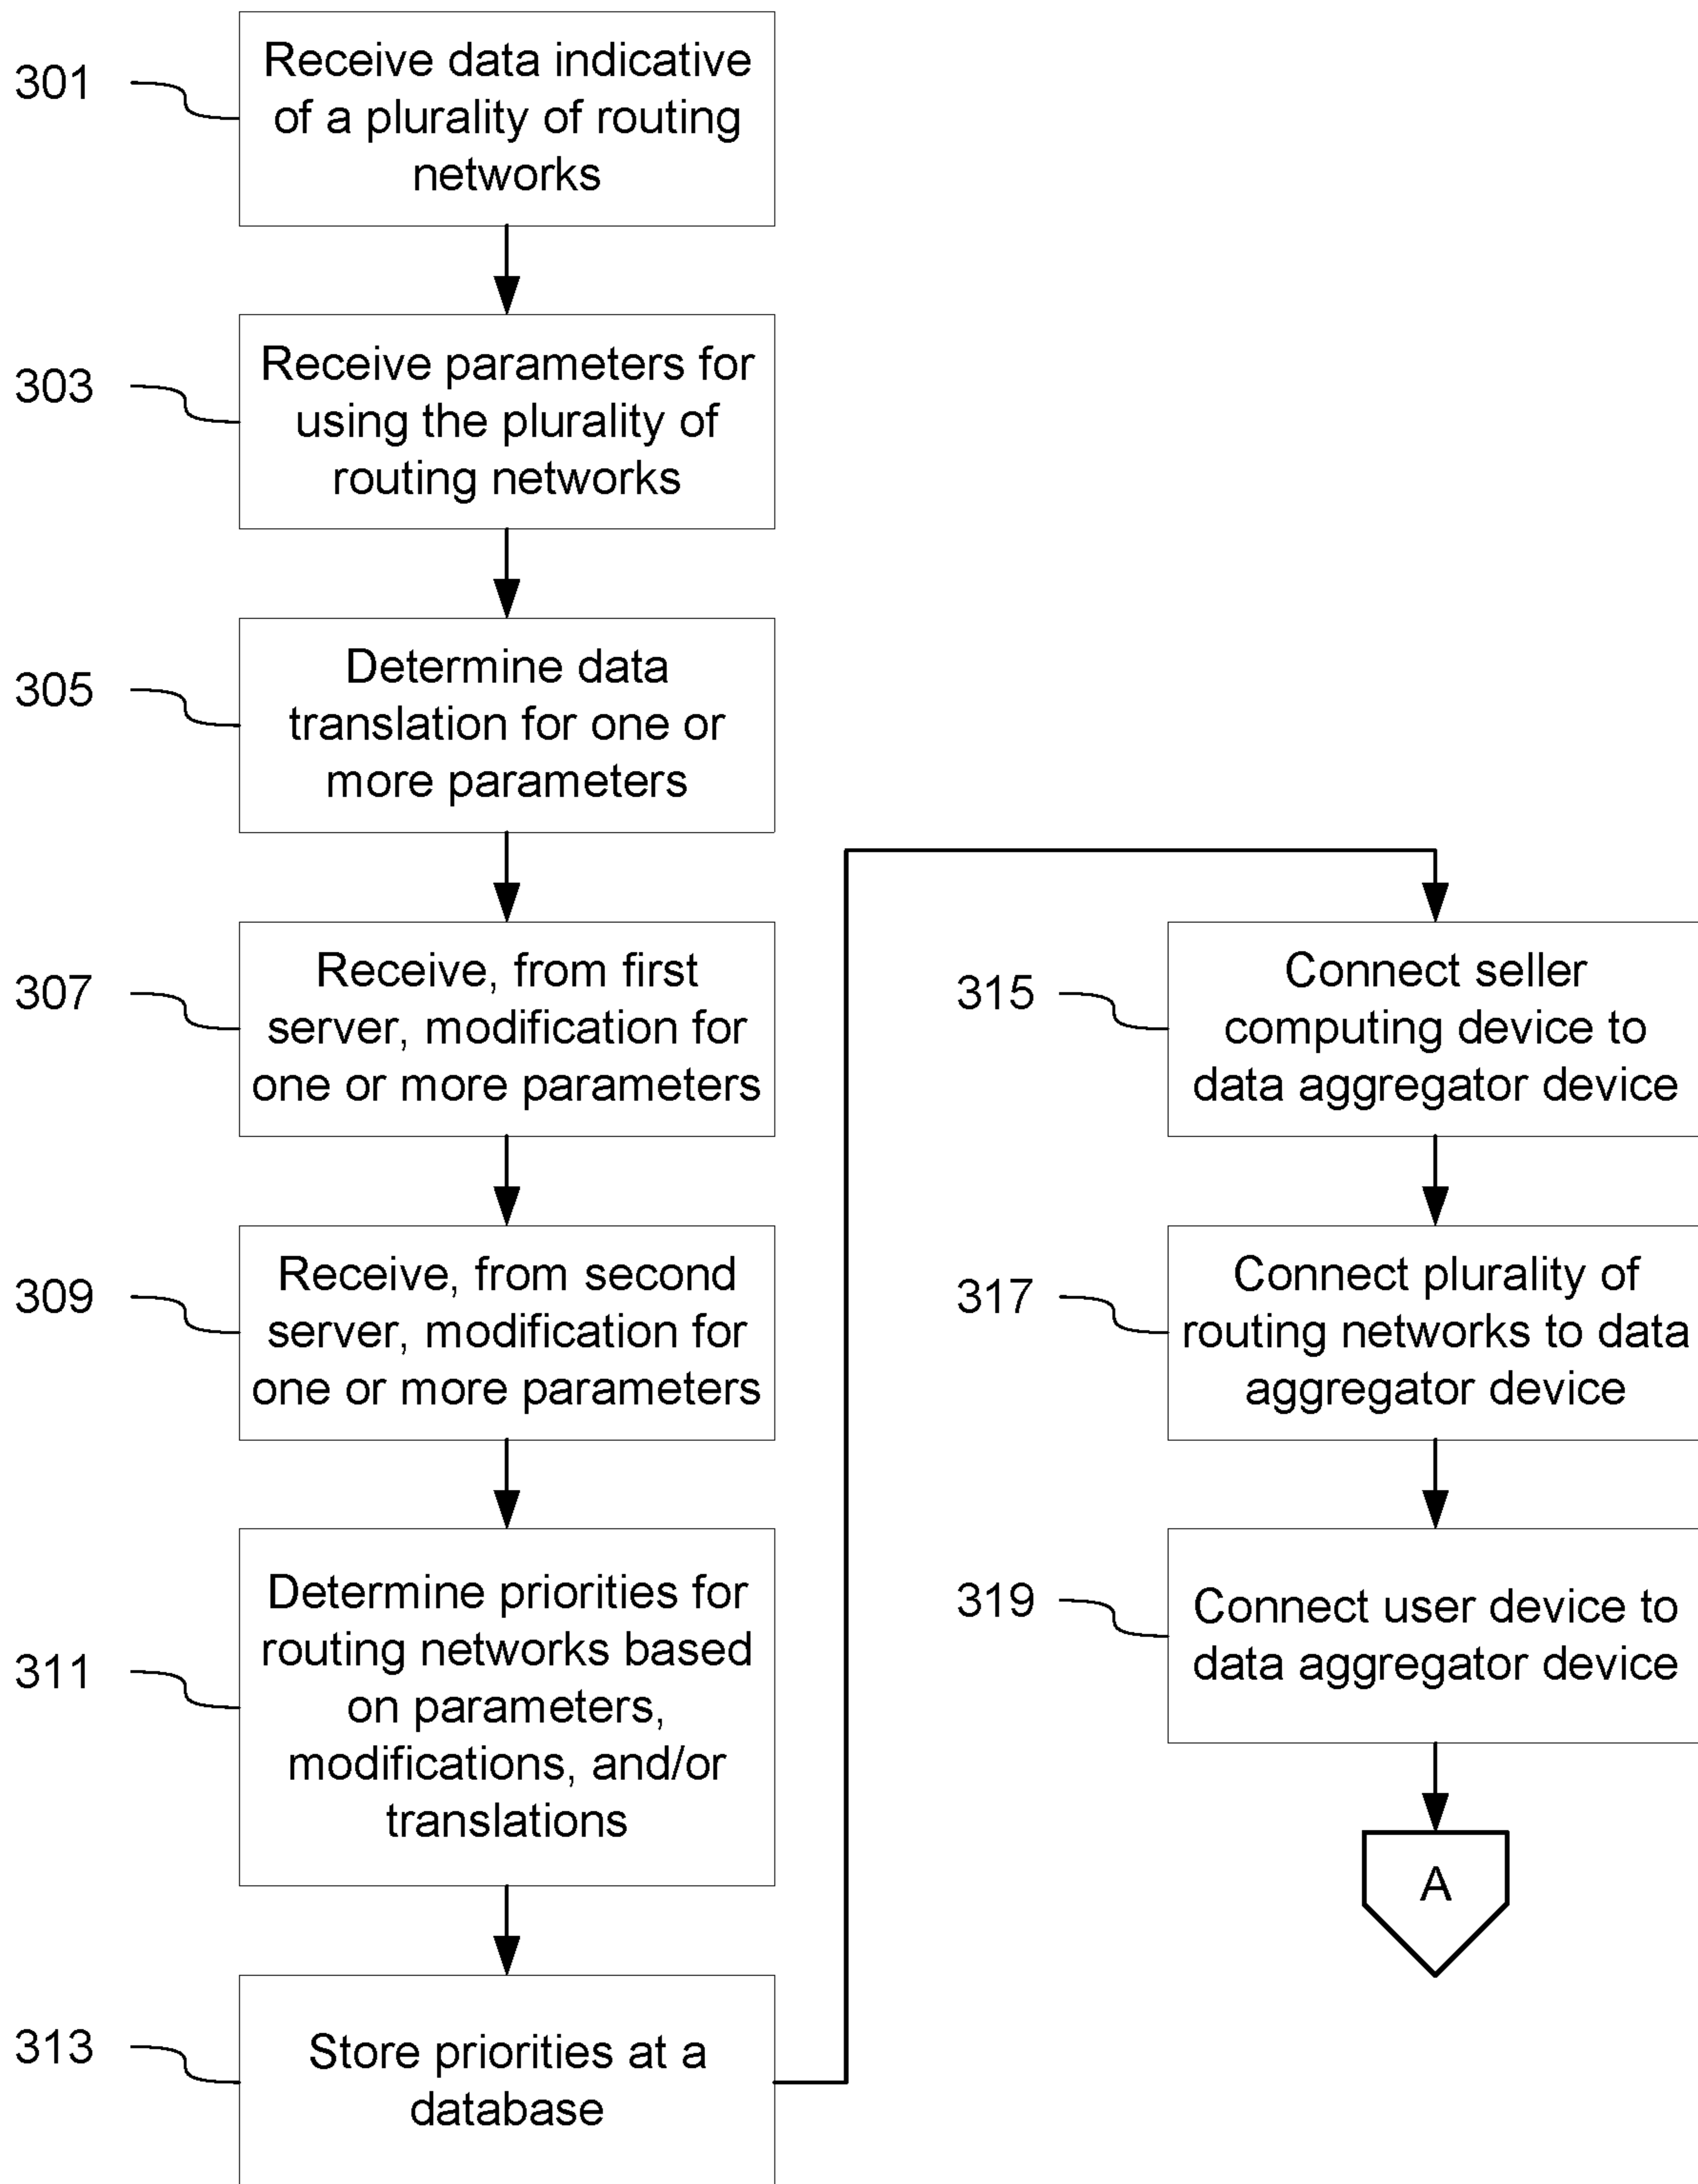 301
Receive data indicative
of a plurality of routing
networks
303
Receive parameters for
using the plurality of
routing networks
305
Determine data
translation for one or
more parameters
307
Receive, from first
server, modification for
one or more parameters
309
Receive, from second
server, modification for
one or more parameters
311
Determine priorities for
routing networks based
on parameters,
modifications, and/or
translations
313
Store priorities at a
database
315
Connect seller
computing device to
data aggregator device
317
Connect plurality of
routing networks to data
aggregator device
319
Connect user device to
data aggregator device
A